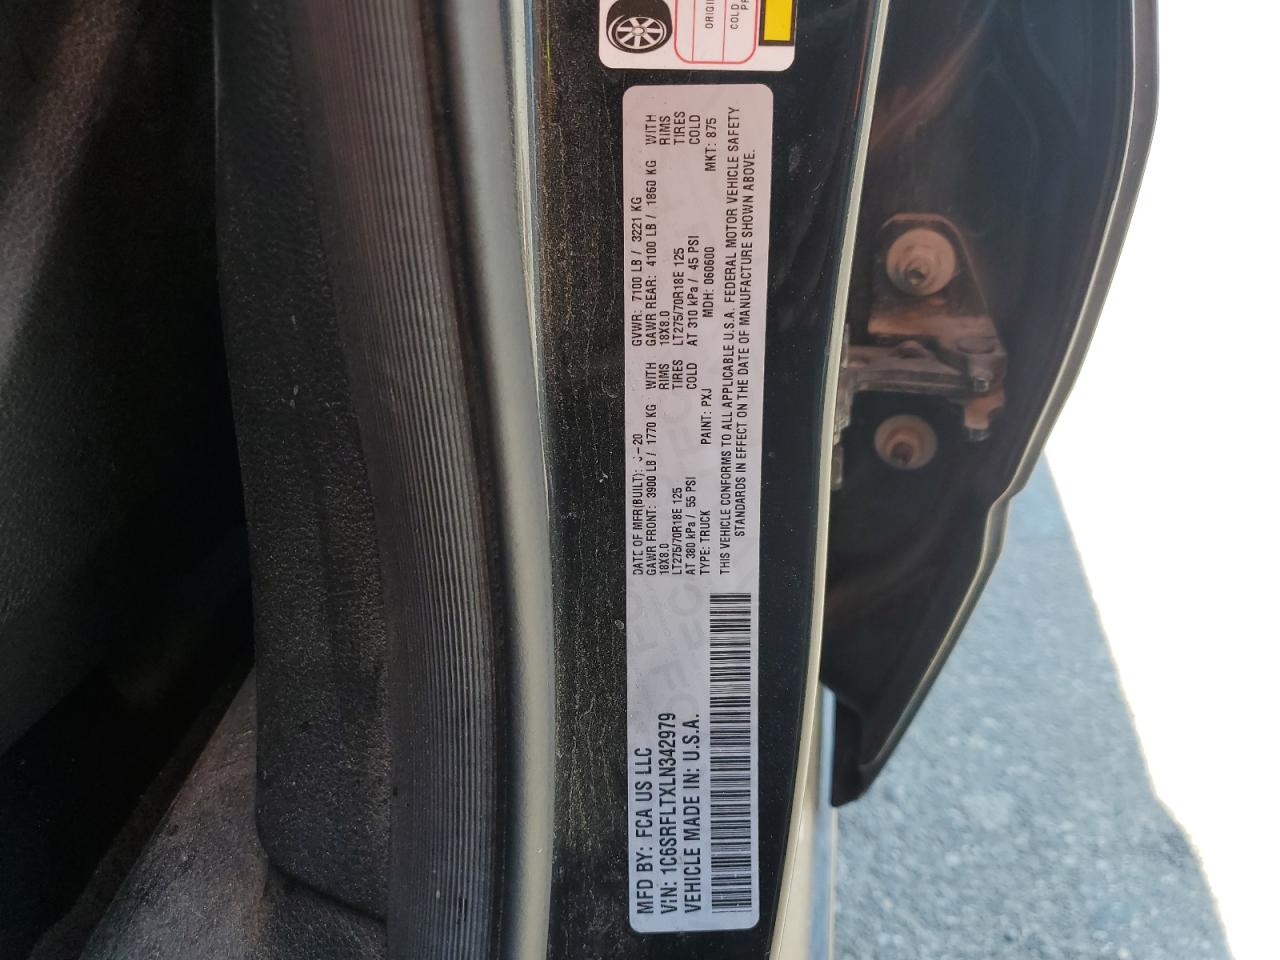 MFD BY: FCA US LLC
VIN: 1C6SRFLTXLN342979
VEHICLE MADE IN: U.S.A.
DATE OF MFR(BUILT): -20
GAWR FRONT: 3900 LB / 1770 KG WITH
18X8.0 RIMS
LT275/70R18E 125 TIRES
AT 380 kPa / 55 PSI COLD
TYPE: TRUCK PAINT: PXJ
GVWR: 7100 LB / 3221 KG
GAWR REAR: 4100 LB / 1860 KG WITH
18X8.0 RIMS
LT275/70R18E 125 TIRES
AT 310 kPa / 45 PSI COLD
MDH: 060600 MKT: 875
THIS VEHICLE CONFORMS TO ALL APPLICABLE U.S.A. FEDERAL MOTOR VEHICLE SAFETY
STANDARDS IN EFFECT ON THE DATE OF MANUFACTURE SHOWN ABOVE.
COLD